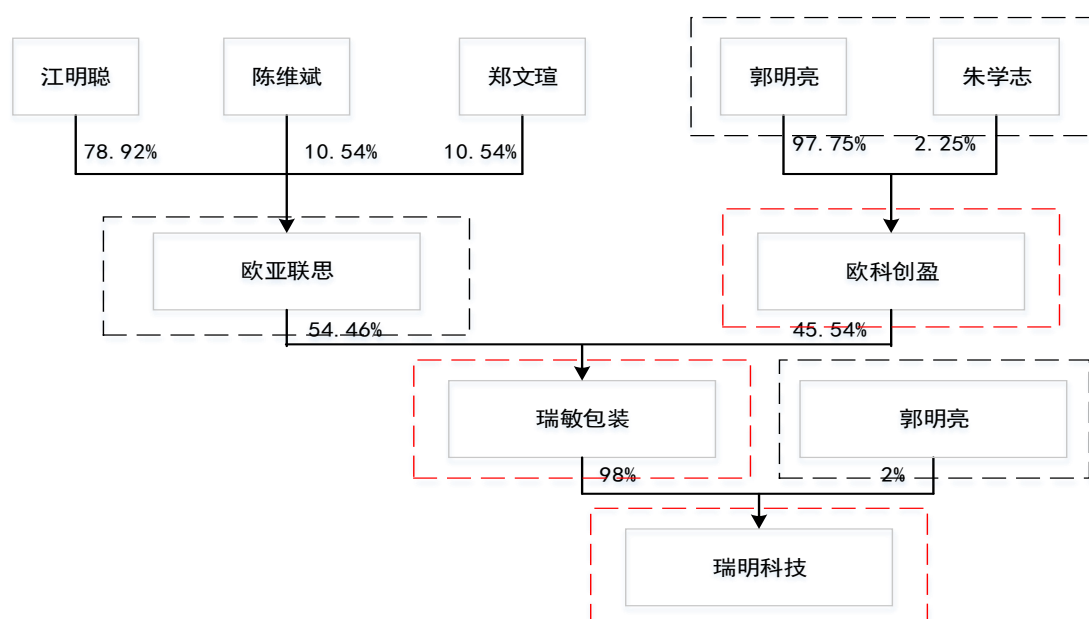 江明聪
陈维斌
郑文瑄
郭明亮
朱学志
78.92%
10.54%
10.54%
97.75%
2.25%
欧亚联思
欧科创盈
54.46%
45.54%
瑞敏包装
郭明亮
98%
2%
瑞明科技